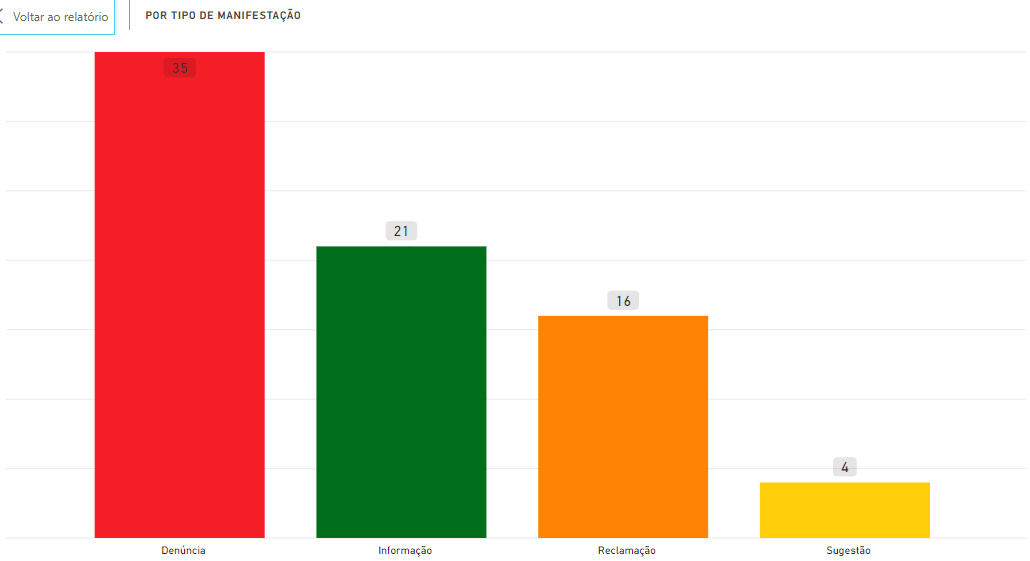 Voltar ao relatório
POR TIPO DE MANIFESTAÇÃO
35
21
16
4
Denúncia
Informação
Reclamação
Sugestão